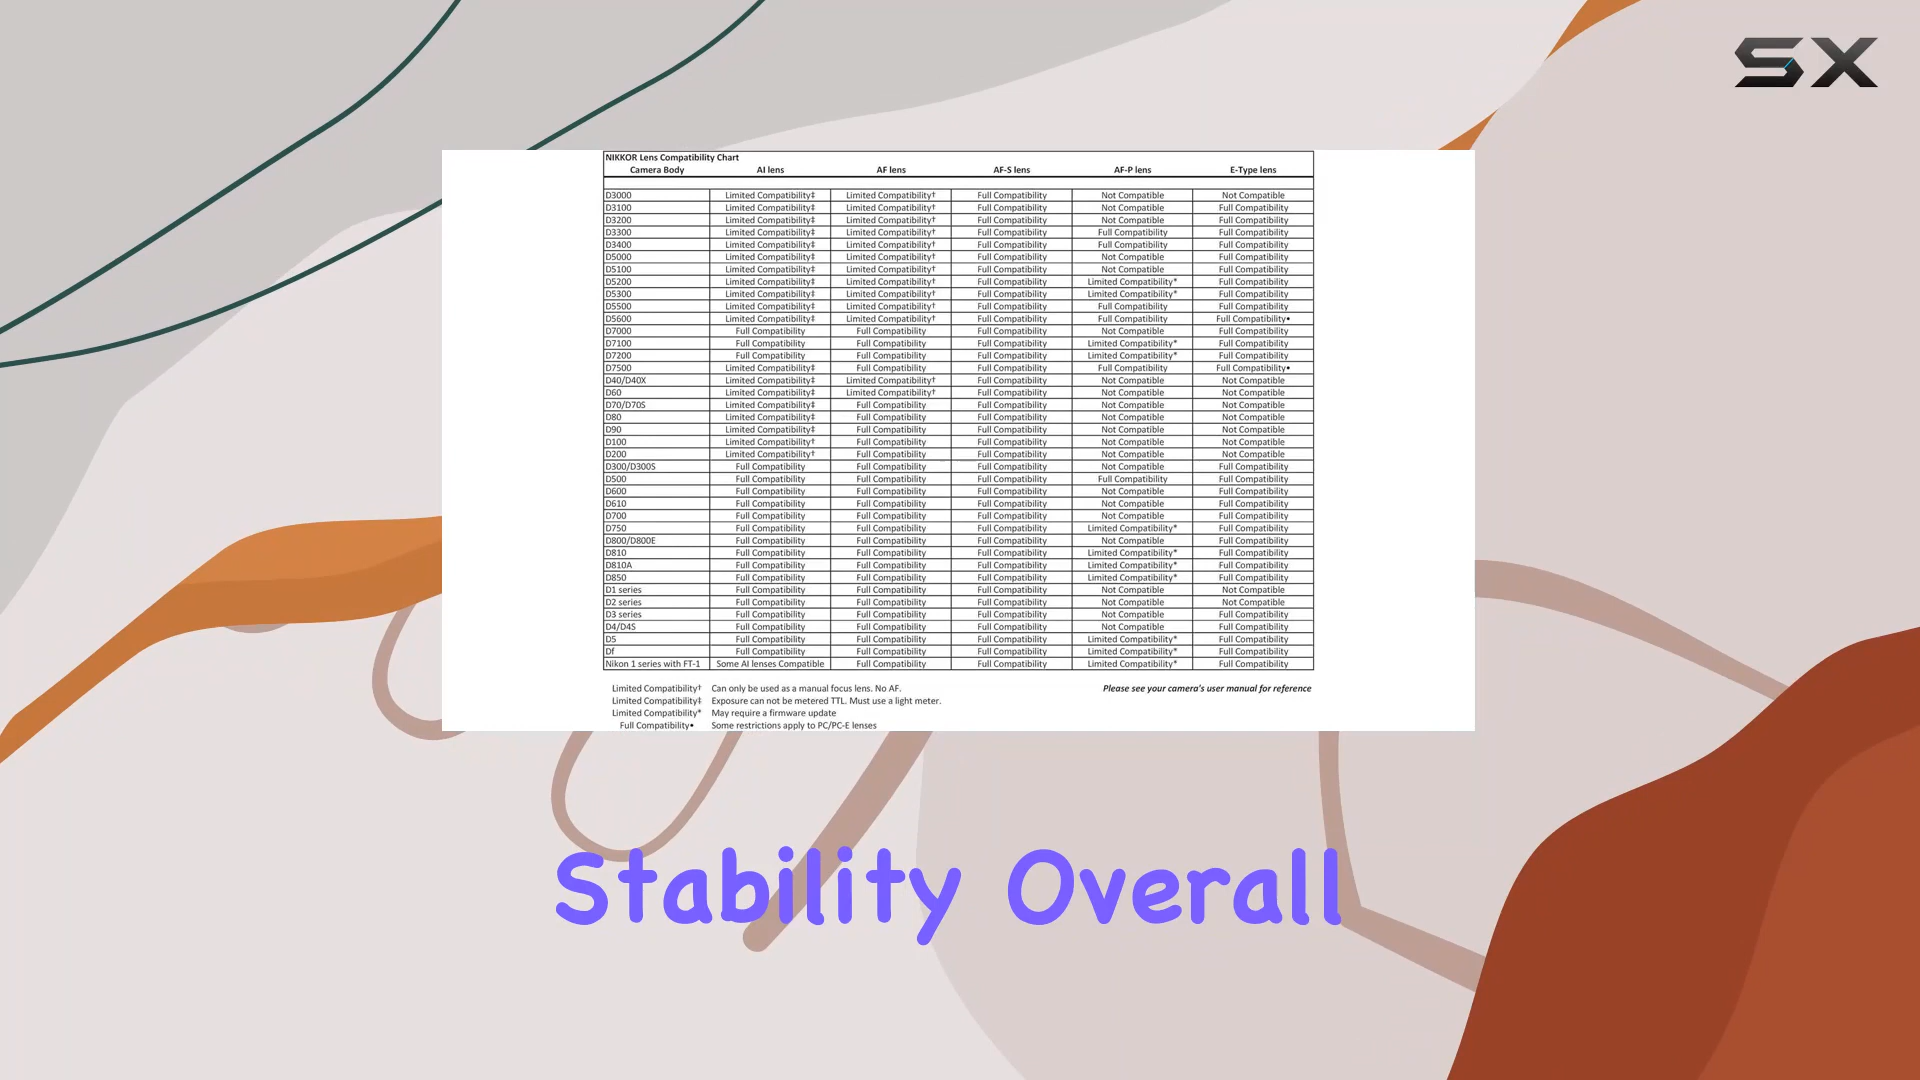 SX
NIKKOR Lens Compatibility Chart
Camera Body AI lens AF lens AF-S lens AF-P lens E-Type lens
D3000 Limited Compatibility‡ Limited Compatibility† Full Compatibility Not Compatible Not Compatible
D3100 Limited Compatibility‡ Limited Compatibility† Full Compatibility Not Compatible Full Compatibility
D3200 Limited Compatibility‡ Limited Compatibility† Full Compatibility Not Compatible Full Compatibility
D3300 Limited Compatibility‡ Limited Compatibility† Full Compatibility Full Compatibility Full Compatibility
D3400 Limited Compatibility‡ Limited Compatibility† Full Compatibility Full Compatibility Full Compatibility
D5000 Limited Compatibility‡ Limited Compatibility† Full Compatibility Not Compatible Full Compatibility
D5100 Limited Compatibility‡ Limited Compatibility† Full Compatibility Not Compatible Full Compatibility
D5200 Limited Compatibility‡ Limited Compatibility† Full Compatibility Limited Compatibility* Full Compatibility
D5300 Limited Compatibility‡ Limited Compatibility† Full Compatibility Limited Compatibility* Full Compatibility
D5500 Limited Compatibility‡ Limited Compatibility† Full Compatibility Full Compatibility Full Compatibility
D5600 Limited Compatibility‡ Limited Compatibility† Full Compatibility Full Compatibility Full Compatibility•
D7000 Full Compatibility Full Compatibility Full Compatibility Not Compatible Full Compatibility
D7100 Full Compatibility Full Compatibility Full Compatibility Limited Compatibility* Full Compatibility
D7200 Full Compatibility Full Compatibility Full Compatibility Limited Compatibility* Full Compatibility
D7500 Limited Compatibility‡ Full Compatibility Full Compatibility Full Compatibility Full Compatibility•
D40/D40X Limited Compatibility‡ Limited Compatibility† Full Compatibility Not Compatible Not Compatible
D60 Limited Compatibility‡ Limited Compatibility† Full Compatibility Not Compatible Not Compatible
D70/D70S Limited Compatibility‡ Full Compatibility Full Compatibility Not Compatible Not Compatible
D80 Limited Compatibility‡ Full Compatibility Full Compatibility Not Compatible Not Compatible
D90 Limited Compatibility‡ Full Compatibility Full Compatibility Not Compatible Not Compatible
D100 Limited Compatibility† Full Compatibility Full Compatibility Not Compatible Not Compatible
D200 Limited Compatibility† Full Compatibility Full Compatibility Not Compatible Not Compatible
D300/D300S Full Compatibility Full Compatibility Full Compatibility Not Compatible Full Compatibility
D500 Full Compatibility Full Compatibility Full Compatibility Full Compatibility Full Compatibility
D600 Full Compatibility Full Compatibility Full Compatibility Not Compatible Full Compatibility
D610 Full Compatibility Full Compatibility Full Compatibility Not Compatible Full Compatibility
D700 Full Compatibility Full Compatibility Full Compatibility Not Compatible Full Compatibility
D750 Full Compatibility Full Compatibility Full Compatibility Limited Compatibility* Full Compatibility
D800/D800E Full Compatibility Full Compatibility Full Compatibility Not Compatible Full Compatibility
D810 Full Compatibility Full Compatibility Full Compatibility Limited Compatibility* Full Compatibility
D810A Full Compatibility Full Compatibility Full Compatibility Limited Compatibility* Full Compatibility
D850 Full Compatibility Full Compatibility Full Compatibility Limited Compatibility* Full Compatibility
D1 series Full Compatibility Full Compatibility Full Compatibility Not Compatible Not Compatible
D2 series Full Compatibility Full Compatibility Full Compatibility Not Compatible Not Compatible
D3 series Full Compatibility Full Compatibility Full Compatibility Not Compatible Full Compatibility
D4/D4S Full Compatibility Full Compatibility Full Compatibility Not Compatible Full Compatibility
D5 Full Compatibility Full Compatibility Full Compatibility Limited Compatibility* Full Compatibility
Df Full Compatibility Full Compatibility Full Compatibility Limited Compatibility* Full Compatibility
Nikon 1 series with FT-1 Some AI lenses Compatible Full Compatibility Full Compatibility Limited Compatibility* Full Compatibility
Limited Compatibility† Can only be used as a manual focus lens. No AF. Please see your camera's user manual for reference
Limited Compatibility‡ Exposure can not be metered TTL. Must use a light meter.
Limited Compatibility* May require a firmware update
Full Compatibility• Some restrictions apply to PC/PC-E lenses
Stability Overall